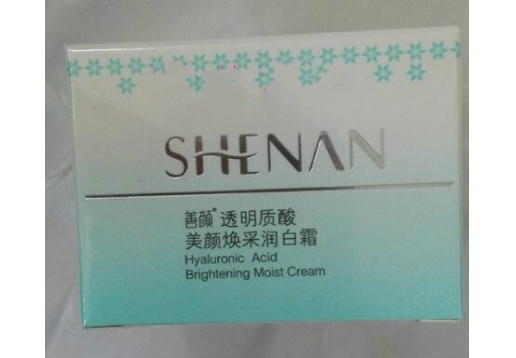 SHENAN
善颜® 透明质酸
美颜焕采润白霜
Hyaluronic Acid
Brightening Moist Cream